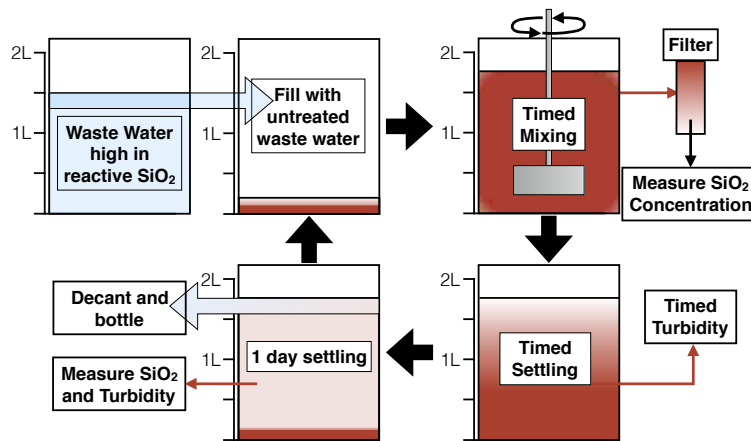 2L
1L
Waste Water
high in
reactive SiO₂
2L
1L
Fill with
untreated
waste water
2L
1L
Timed
Mixing
Filter
Measure SiO₂
Concentration
2L
1L
Decant and
bottle
Measure SiO₂
and Turbidity
1 day settling
2L
1L
Timed
Settling
Timed
Turbidity